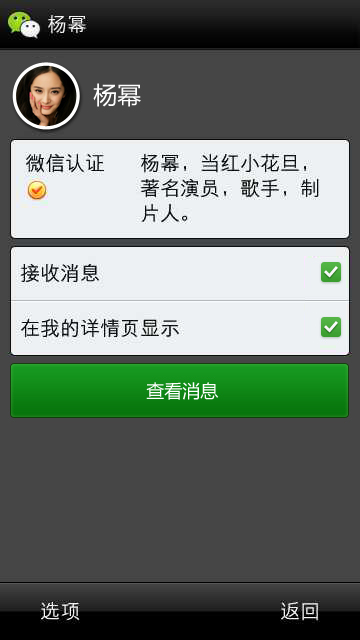 杨幂
杨幂
微信认证
杨幂，当红小花旦，
著名演员，歌手，制
片人。
接收消息
在我的详情页显示
查看消息
选项
返回